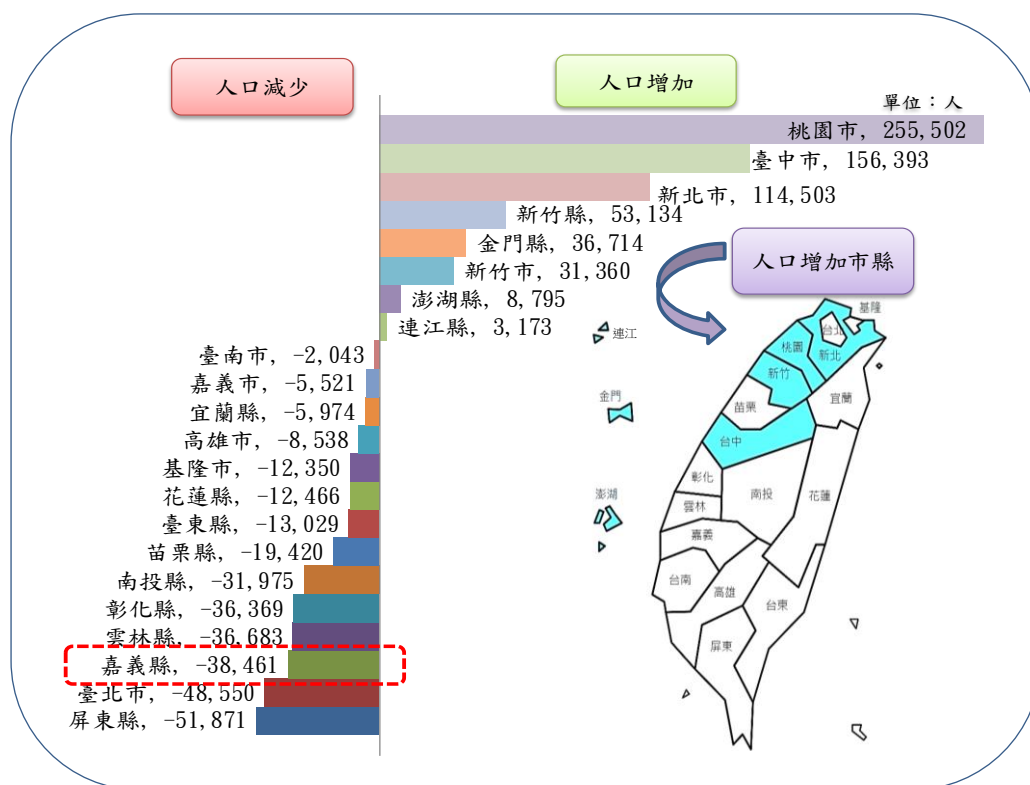 人口減少
人口增加
單位：人
桃園市, 255,502
臺中市, 156,393
新北市, 114,503
新竹縣, 53,134
金門縣, 36,714
新竹市, 31,360
澎湖縣, 8,795
連江縣, 3,173
臺南市, -2,043
嘉義市, -5,521
宜蘭縣, -5,974
高雄市, -8,538
基隆市, -12,350
花蓮縣, -12,466
臺東縣, -13,029
苗栗縣, -19,420
南投縣, -31,975
彰化縣, -36,369
雲林縣, -36,683
嘉義縣, -38,461
臺北市, -48,550
屏東縣, -51,871
人口增加市縣
基隆
台北
連江
桃園
新北
新竹
金門
苗栗
宜蘭
台中
彰化
澎湖
南投
花蓮
雲林
嘉義
台南
高雄
台東
屏東